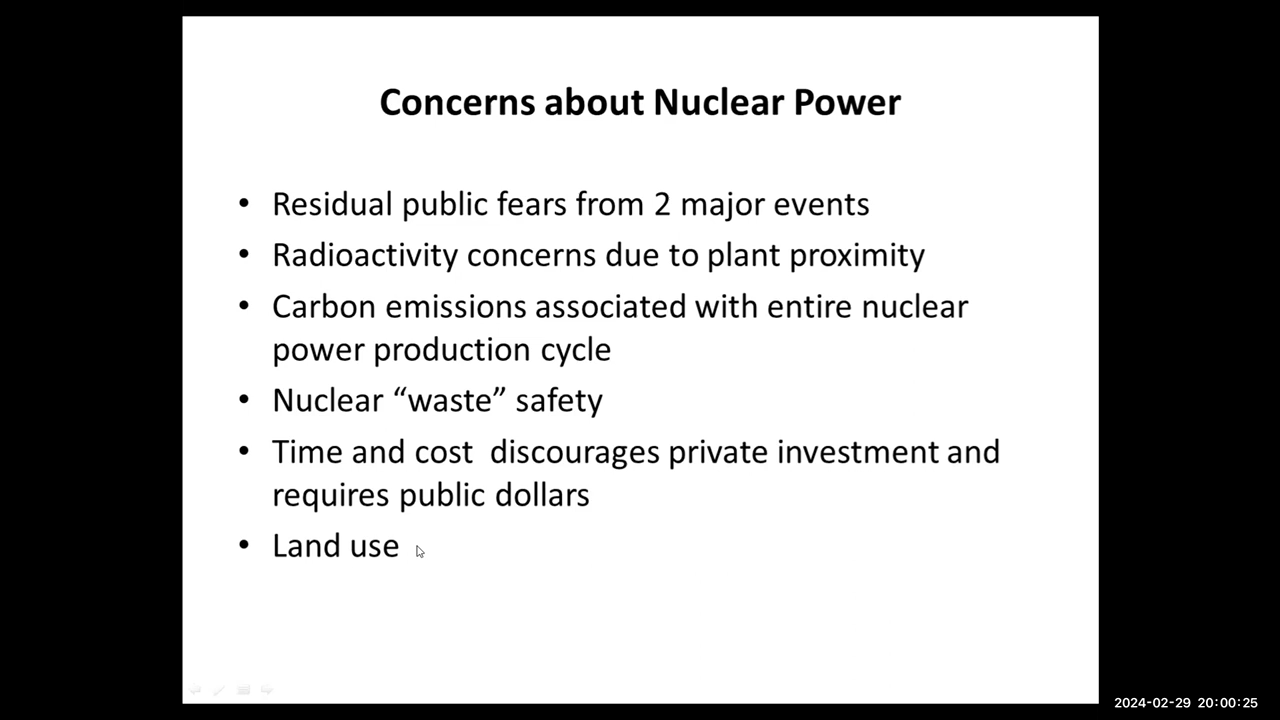 Concerns about Nuclear Power
• Residual public fears from 2 major events
• Radioactivity concerns due to plant proximity
• Carbon emissions associated with entire nuclear
power production cycle
• Nuclear “waste” safety
• Time and cost  discourages private investment and
requires public dollars
• Land use
2024-02-29 20:00:25